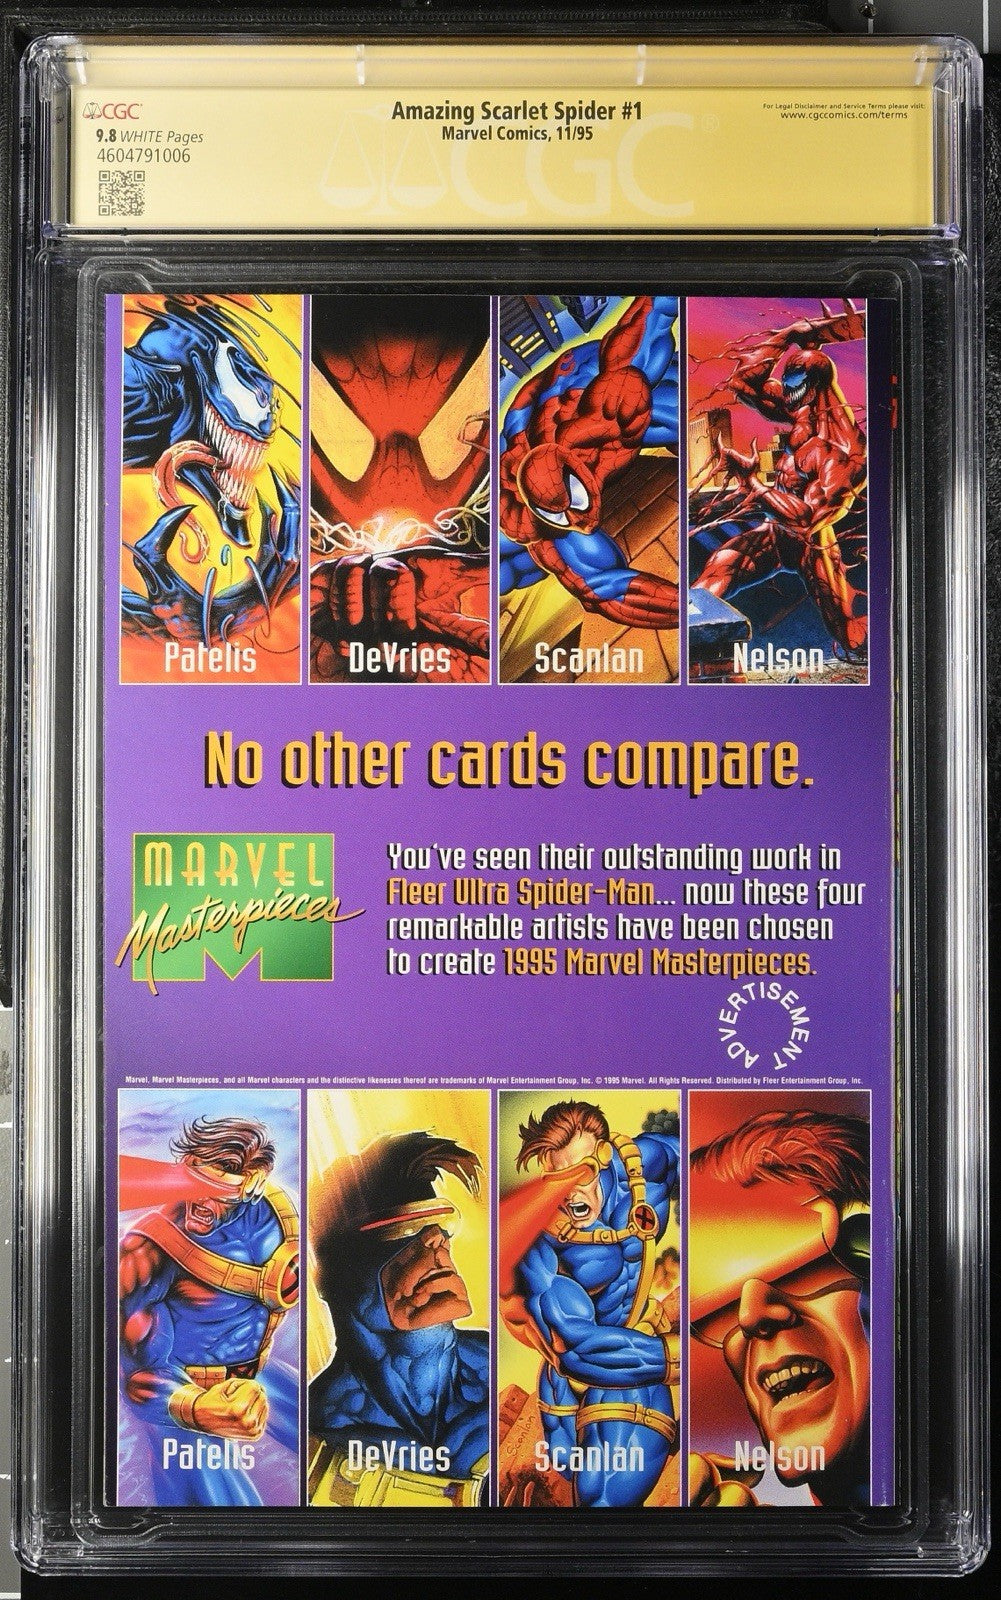 CGC
9.8 WHITE Pages
4604791006
Amazing Scarlet Spider #1
Marvel Comics, 11/95
For Legal Disclaimer and Service Terms please visit:
www.cgccomics.com/terms
CGC®
Patelis
DeVries
Scanlan
Nelson
No other cards compare.
MARVEL
Masterpieces
You've seen their outstanding work in
Fleer Ultra Spider-Man... now these four
remarkable artists have been chosen
to create 1995 Marvel Masterpieces.
ADVERTISEMENT
Marvel, Marvel Masterpieces, and all Marvel characters and the distinctive likenesses thereof are trademarks of Marvel Entertainment Group, Inc. © 1995 Marvel. All Rights Reserved. Distributed by Fleer Entertainment Group, Inc.
Patelis
DeVries
Scanlan
Scanlan
Nelson